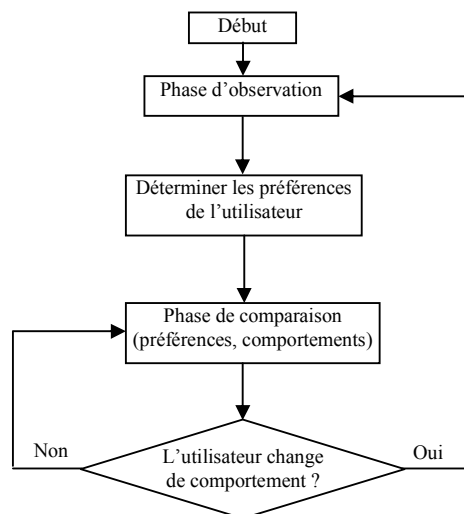 Début
Phase d’observation
Déterminer les préférences
de l’utilisateur
Phase de comparaison
(préférences, comportements)
Non
L’utilisateur change
de comportement ?
Oui